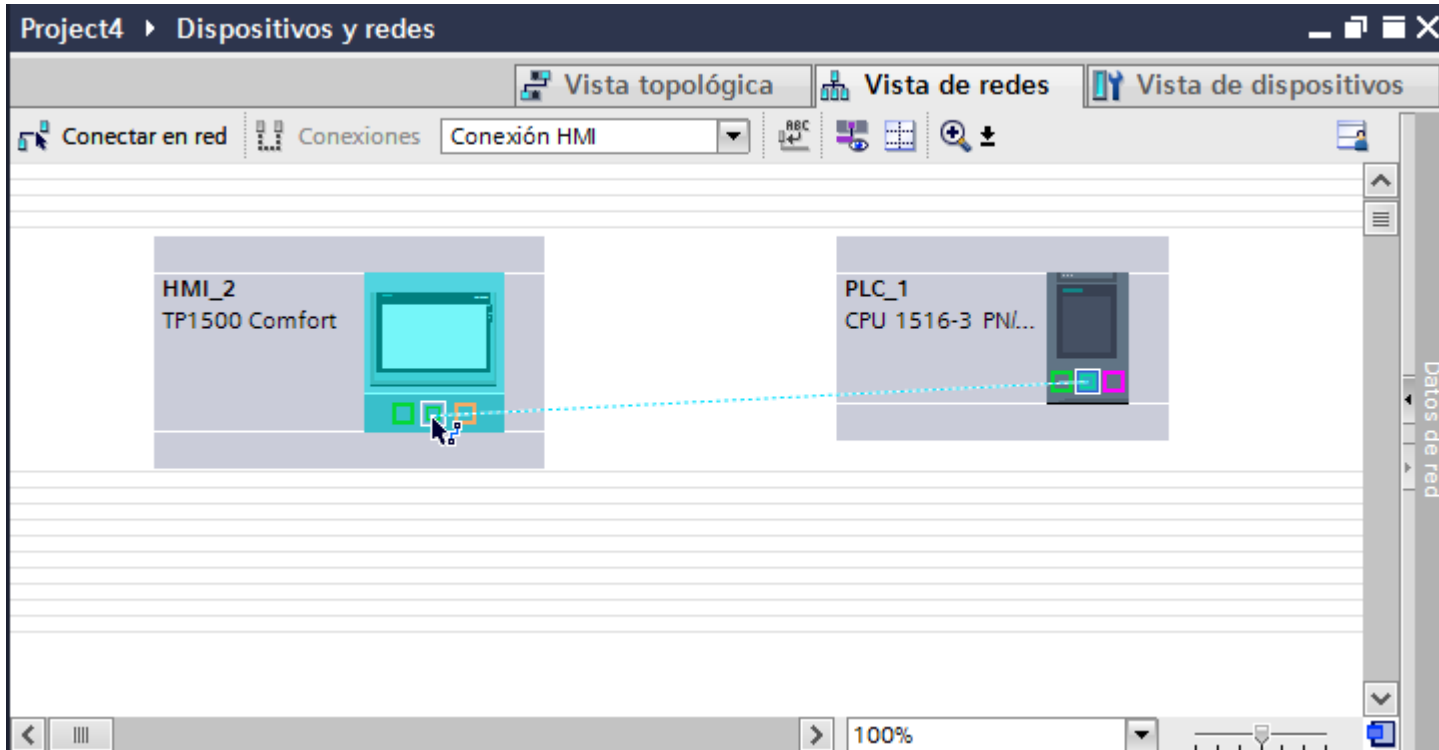 Project4 ▸ Dispositivos y redes
Vista topológica
Vista de redes
Vista de dispositivos
Conectar en red
Conexiones
Conexión HMI
ABC
HMI_2
TP1500 Comfort
PLC_1
CPU 1516-3 PN/...
Datos de red
100%